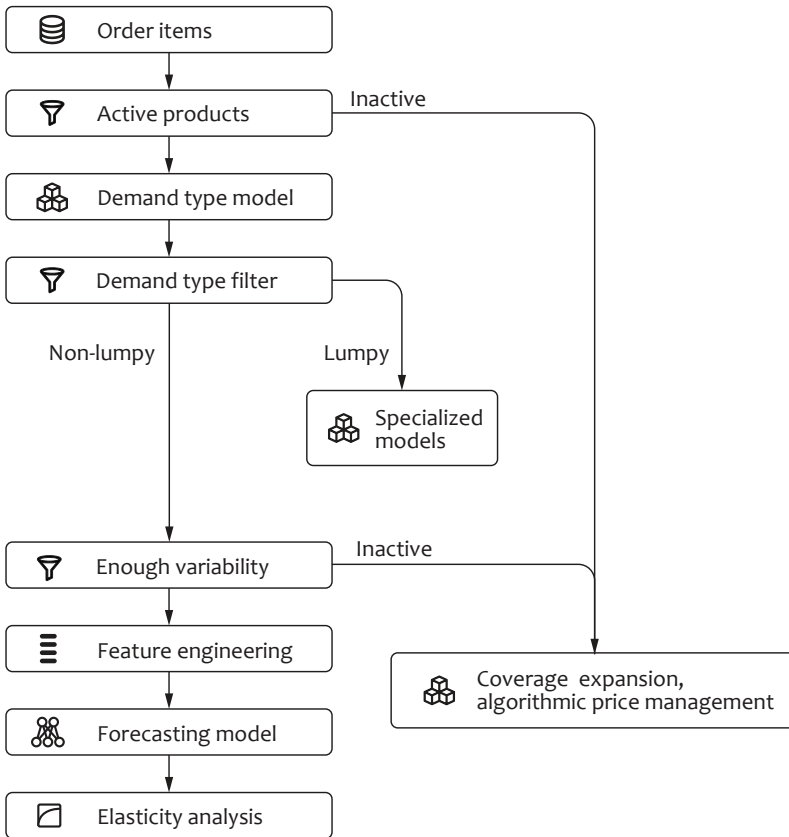 Order items
Active products
Inactive
Demand type model
Demand type filter
Non-lumpy
Lumpy
Specialized
models
Enough variability
Inactive
Feature engineering
Coverage expansion,
algorithmic price management
Forecasting model
Elasticity analysis